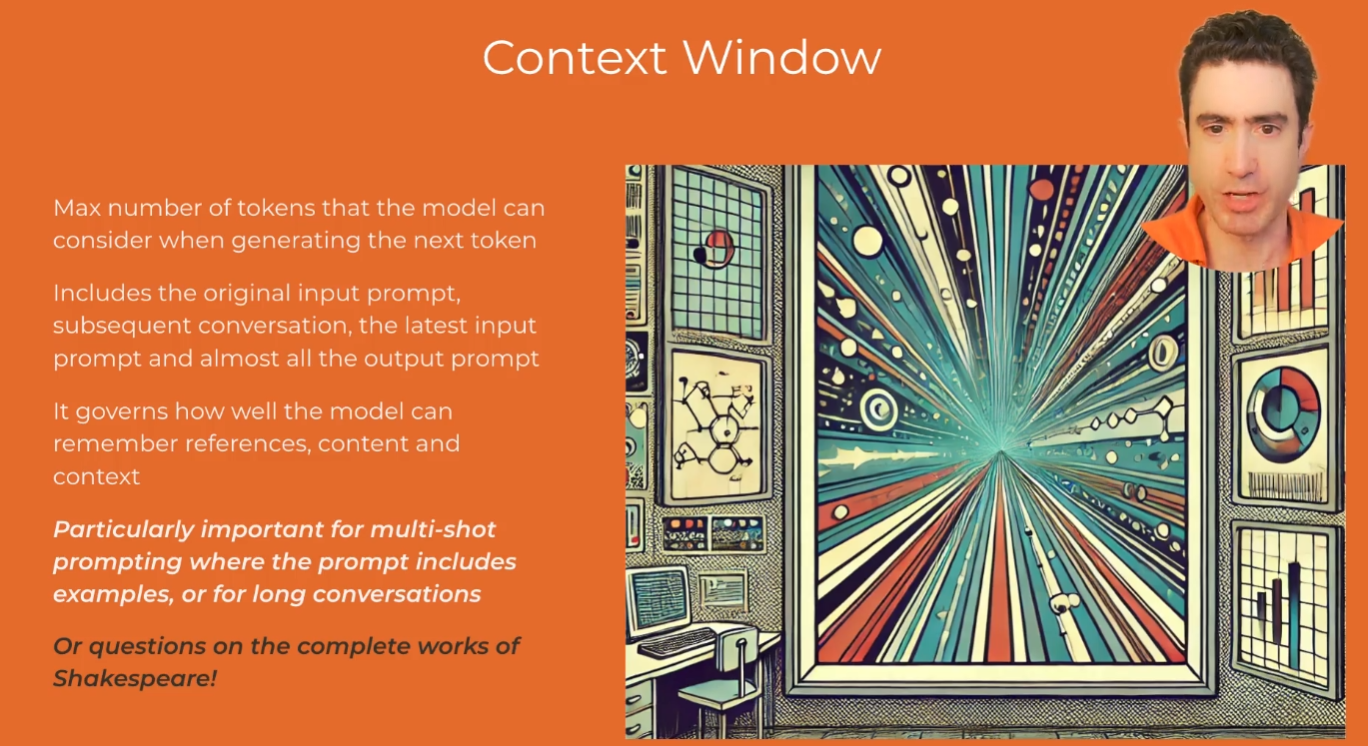 Context Window
Max number of tokens that the model can
consider when generating the next token
Includes the original input prompt,
subsequent conversation, the latest input
prompt and almost all the output prompt
It governs how well the model can
remember references, content and
context
Particularly important for multi-shot
prompting where the prompt includes
examples, or for long conversations
Or questions on the complete works of
Shakespeare!